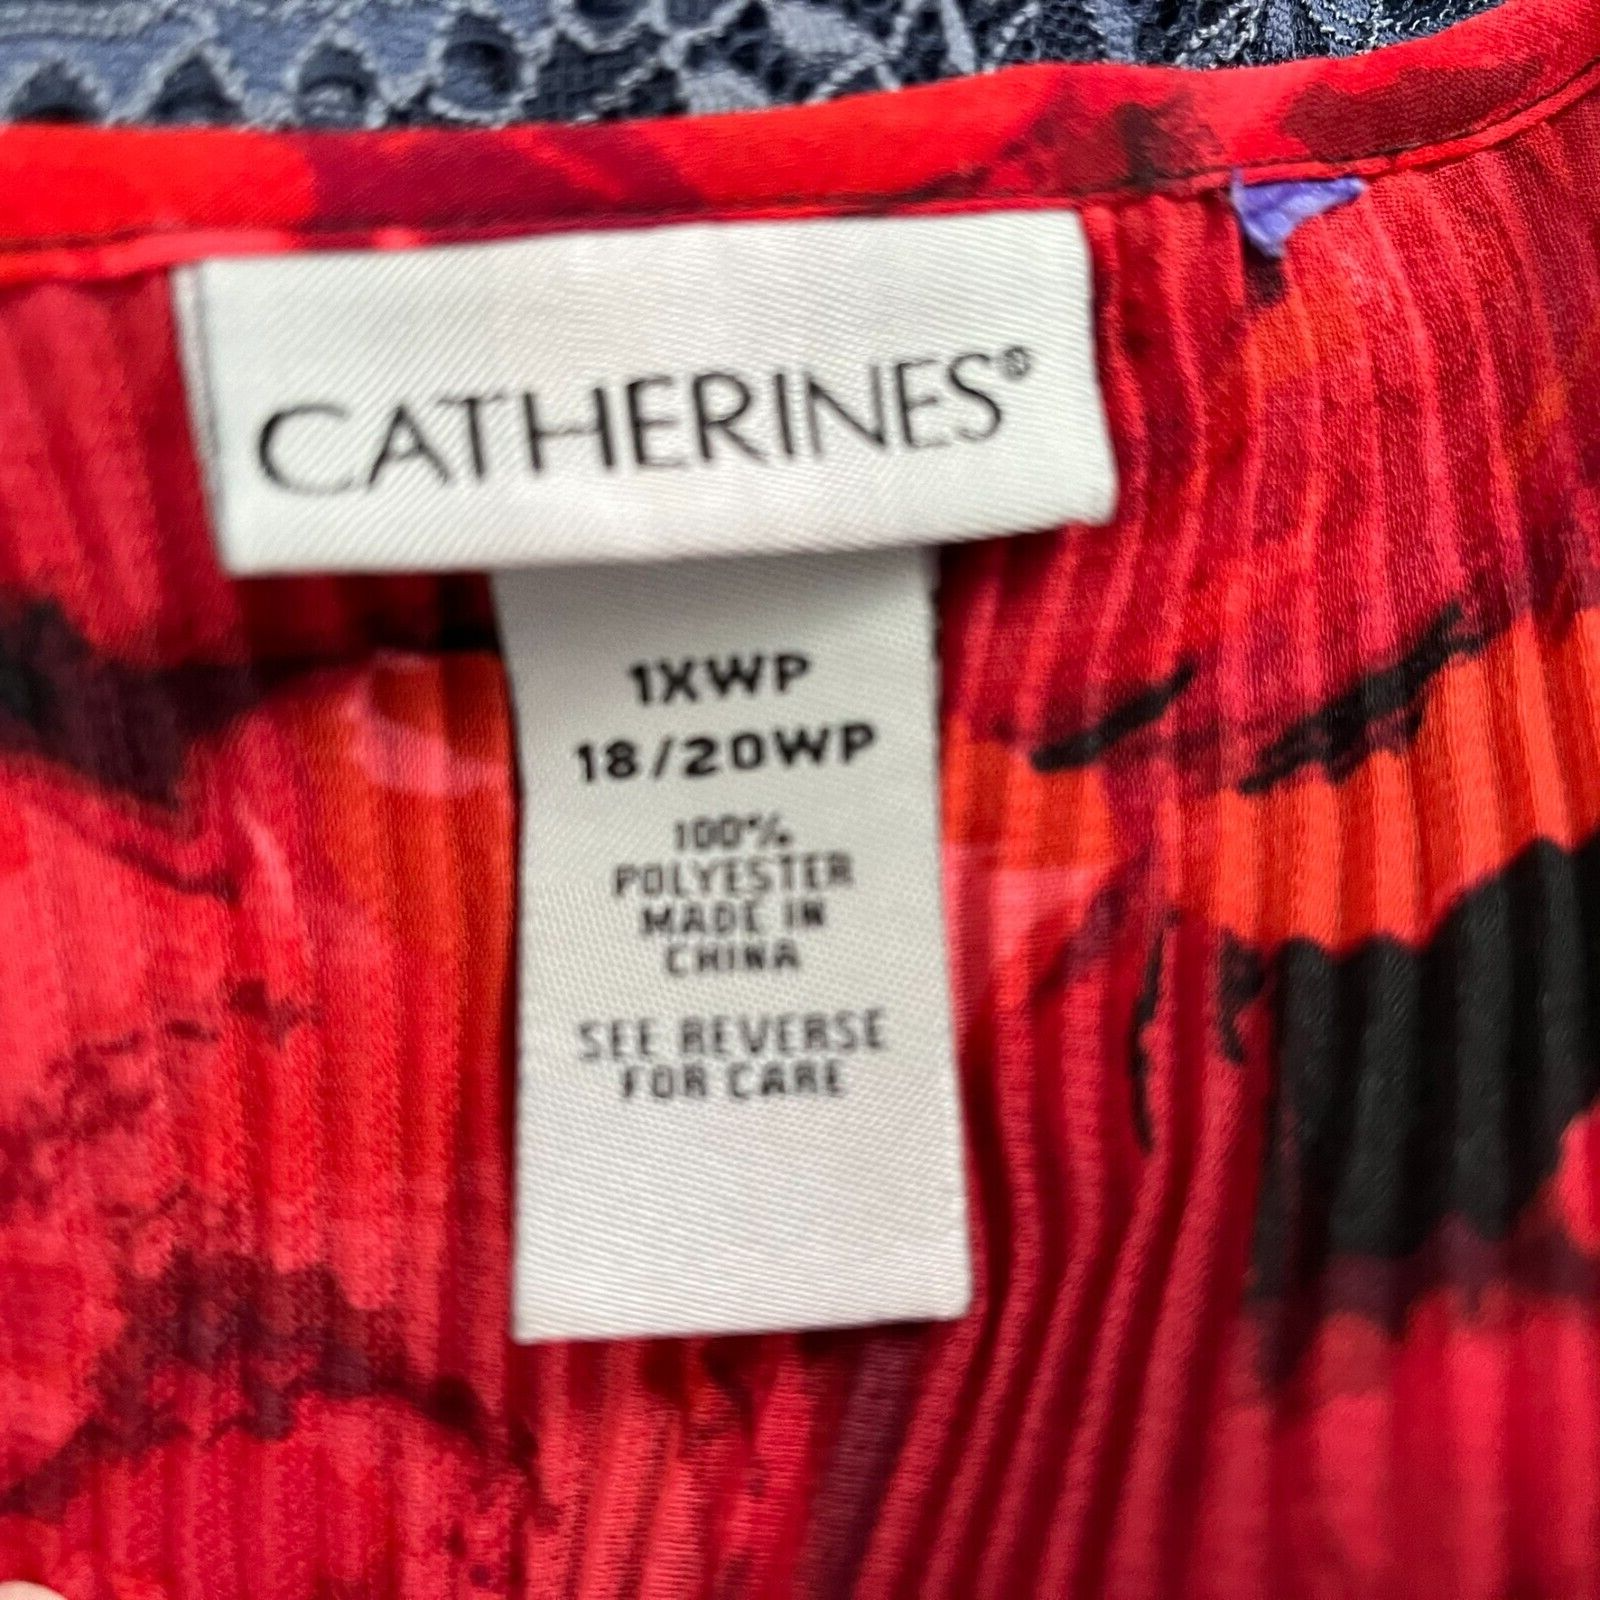 CATHERINES®
1XWP
18/20WP
100%
POLYESTER
MADE IN
CHINA
SEE REVERSE
FOR CARE